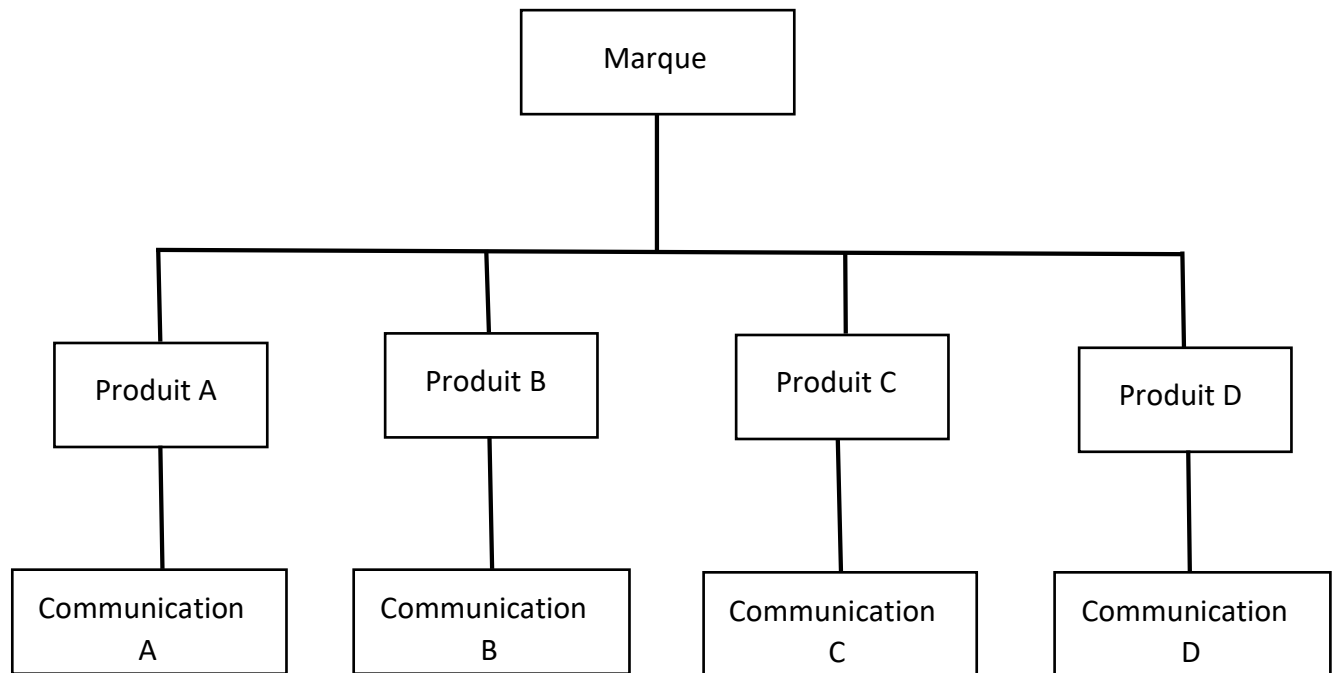 Marque
Produit A
Produit B
Produit C
Produit D
Communication
A
Communication
B
Communication
C
Communication
D